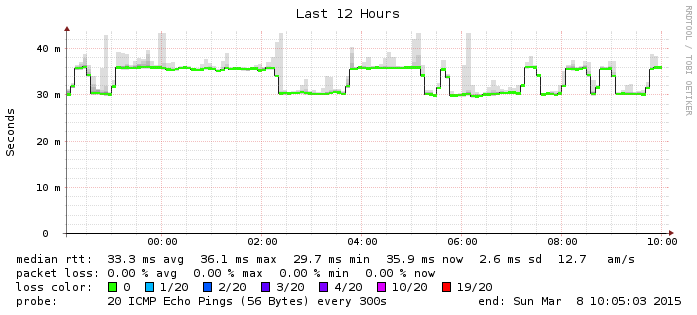 Last 12 Hours
RRDTOOL / TOBI OETIKER
Seconds
40 m
30 m
20 m
10 m
0
00:00 02:00 04:00 06:00 08:00 10:00
median rtt: 33.3 ms avg 36.1 ms max 29.7 ms min 35.9 ms now 2.6 ms sd 12.7 am/s
packet loss: 0.00 % avg 0.00 % max 0.00 % min 0.00 % now
loss color: 0 1/20 2/20 3/20 4/20 10/20 19/20
probe: 20 ICMP Echo Pings (56 Bytes) every 300s end: Sun Mar 8 10:05:03 2015